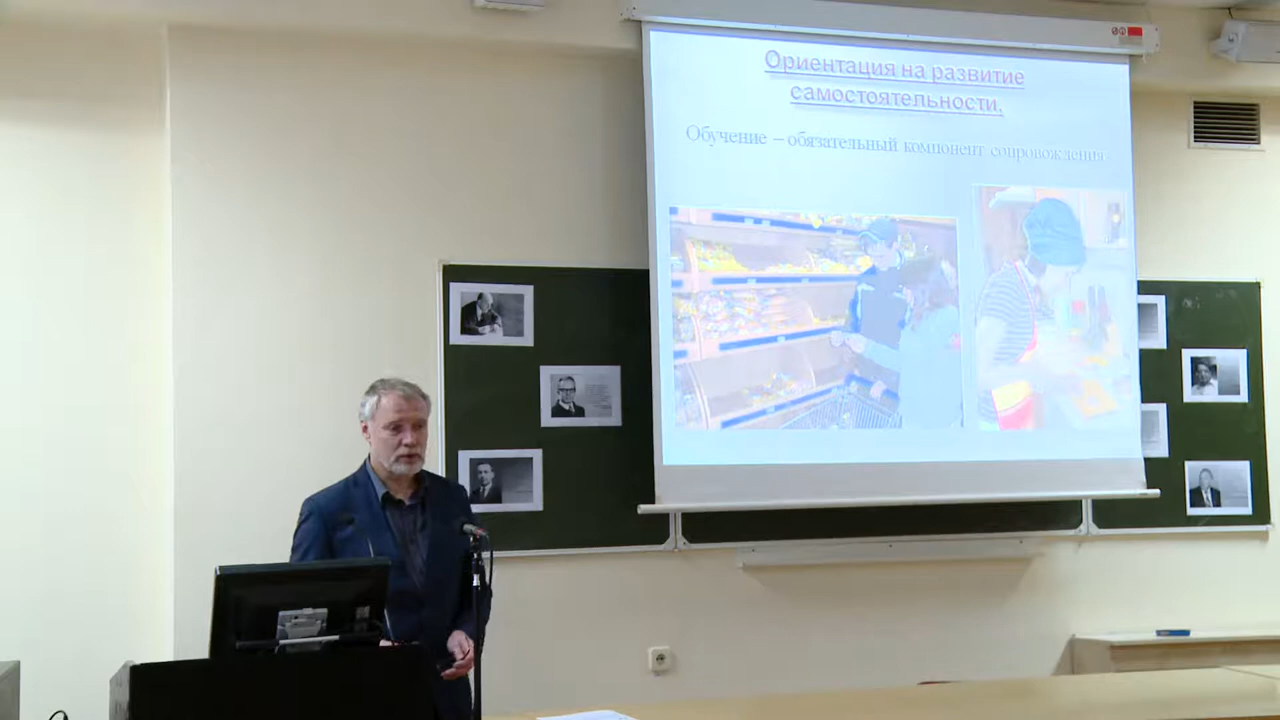 Ориентация на развитие
самостоятельности.
Обучение – обязательный компонент сопровождения